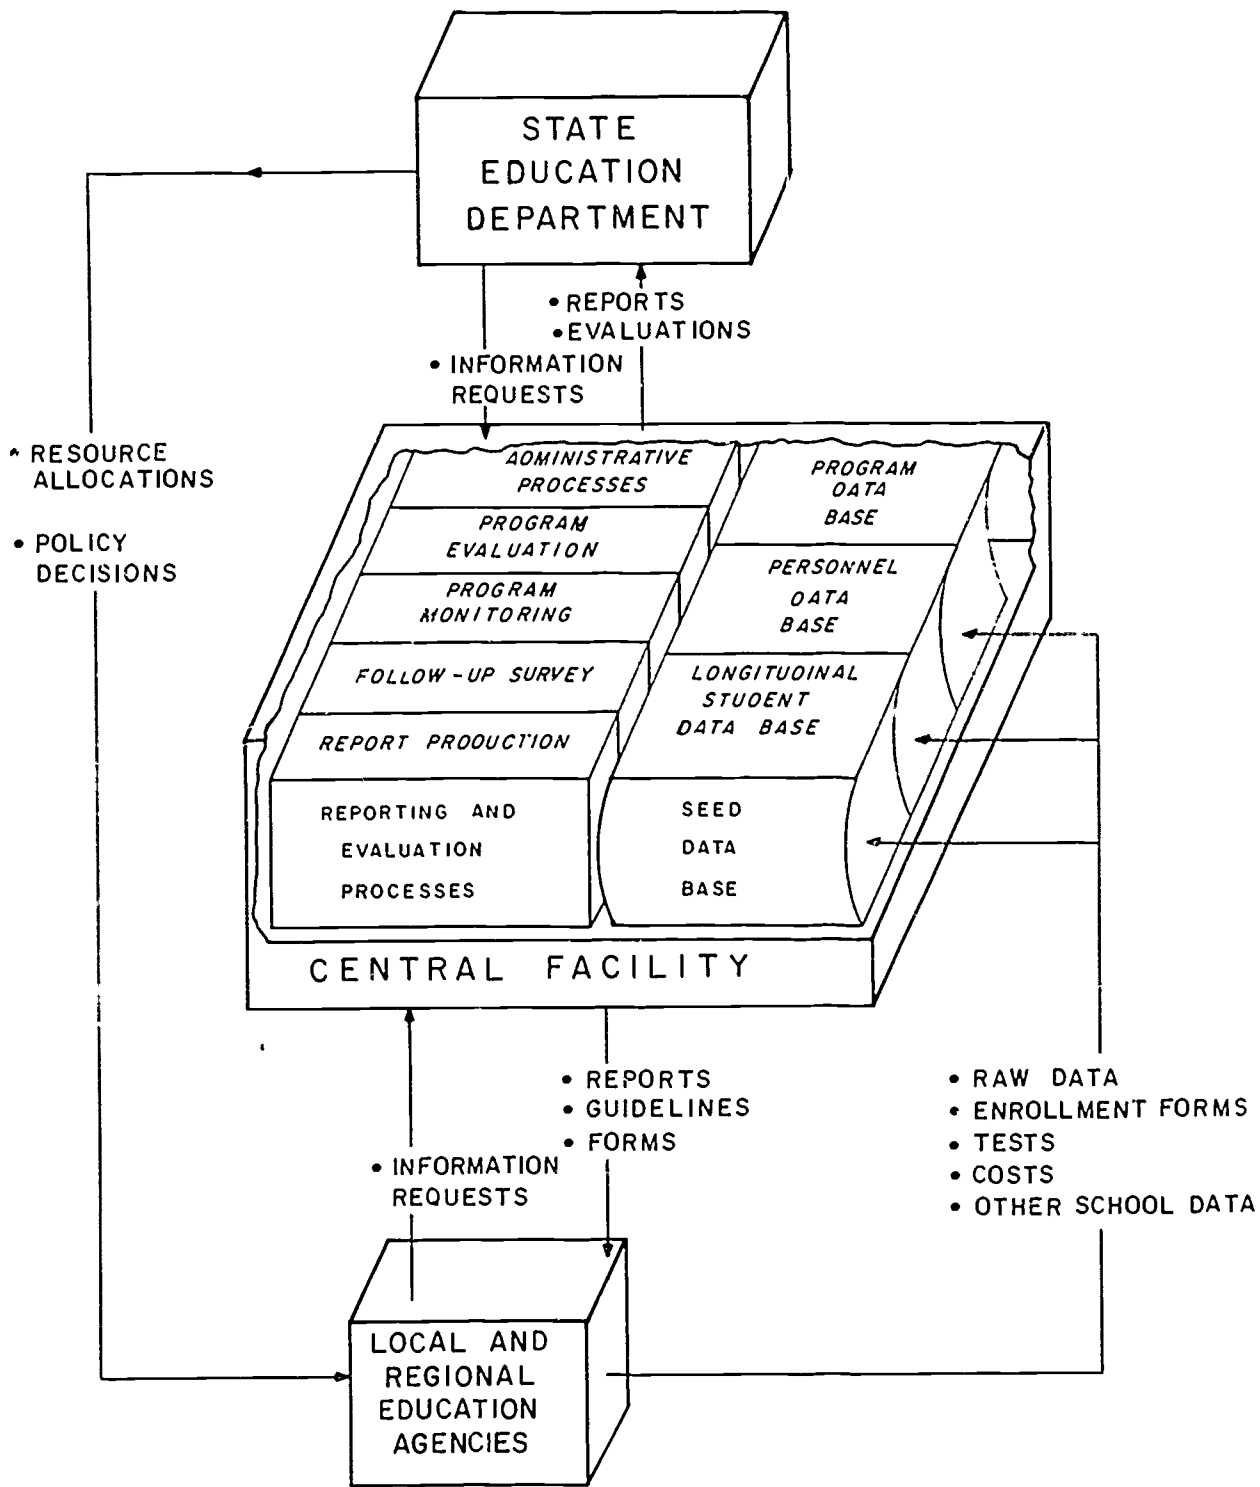 STATE
EDUCATION
DEPARTMENT
• REPORTS
• EVALUATIONS
• INFORMATION
REQUESTS
• RESOURCE
ALLOCATIONS
• POLICY
DECISIONS
ADMINISTRATIVE
PROCESSES
PROGRAM
EVALUATION
PROGRAM
MONITORING
FOLLOW-UP SURVEY
REPORT PRODUCTION
REPORTING AND
EVALUATION
PROCESSES
PROGRAM
DATA
BASE
PERSONNEL
DATA
BASE
LONGITUDINAL
STUDENT
DATA BASE
SEED
DATA
BASE
CENTRAL FACILITY
• REPORTS
• GUIDELINES
• FORMS
• INFORMATION
REQUESTS
• RAW DATA
• ENROLLMENT FORMS
• TESTS
• COSTS
• OTHER SCHOOL DATA
LOCAL AND
REGIONAL
EDUCATION
AGENCIES